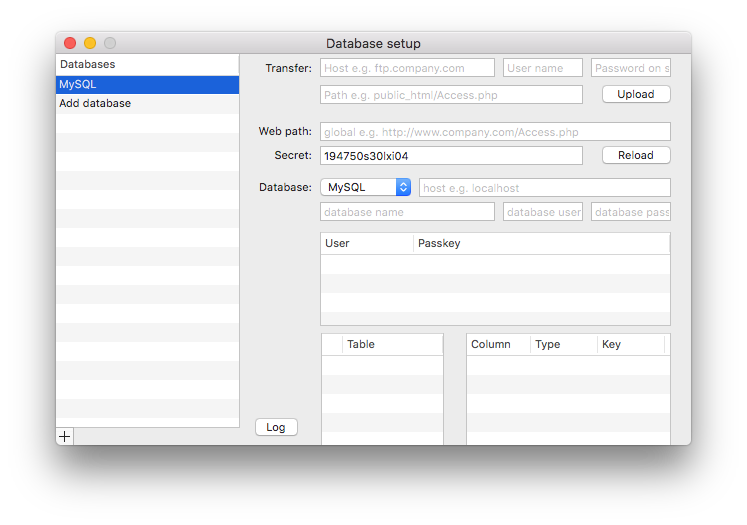 Database setup
Databases
MySQL
Add database
Transfer: Host e.g. ftp.company.com User name Password on s
Path e.g. public_html/Access.php Upload
Web path: global e.g. http://www.company.com/Access.php
Secret: 194750s30lxi04 Reload
Database: MySQL host e.g. localhost
database name database user database pass
User Passkey
Table Column Type Key
Log
+